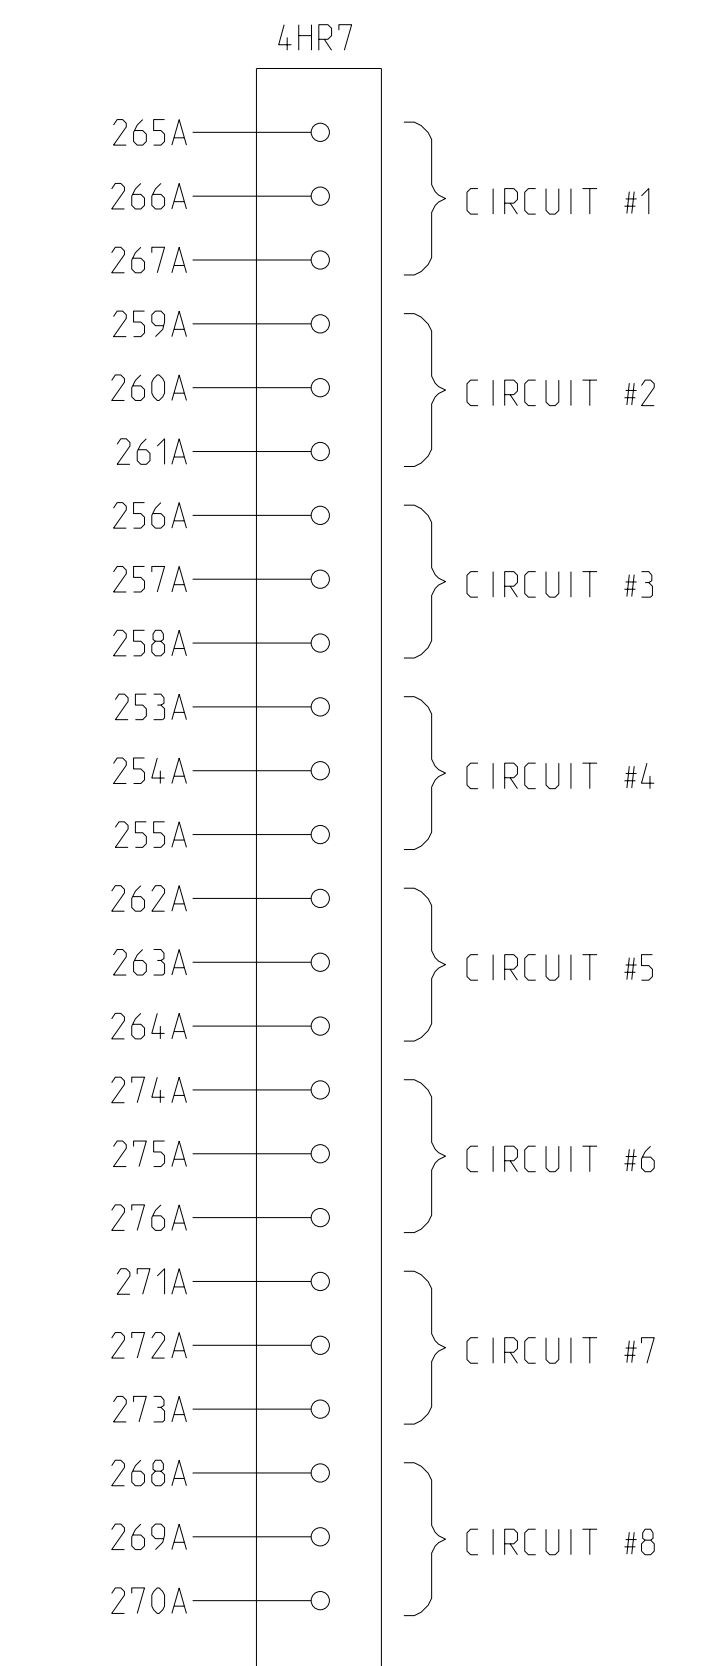 4HR7
265A
266A CIRCUIT #1
267A
259A
260A CIRCUIT #2
261A
256A
257A CIRCUIT #3
258A
253A
254A CIRCUIT #4
255A
262A
263A CIRCUIT #5
264A
274A
275A CIRCUIT #6
276A
271A
272A CIRCUIT #7
273A
268A
269A CIRCUIT #8
270A